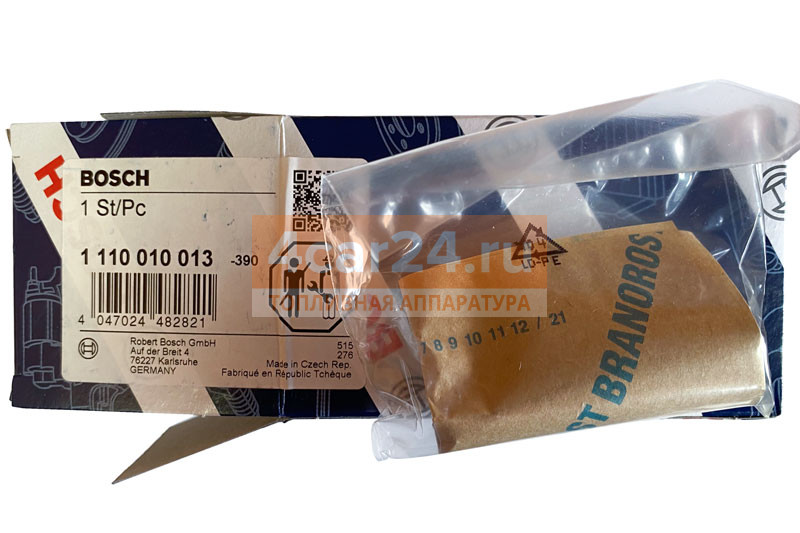 BOSCH
1 St/Pc
1 110 010 013 -390
4 047024 482821
Robert Bosch GmbH
Auf der Breit 4
76227 Karlsruhe
GERMANY
515
276
Made in Czech Rep.
Fabriqué en République Tchèque
4car24.ru
ТОПЛИВНАЯ АППАРАТУРА
LD-PE
7 8 9 10 11 12 / 21
ST BRANOROS